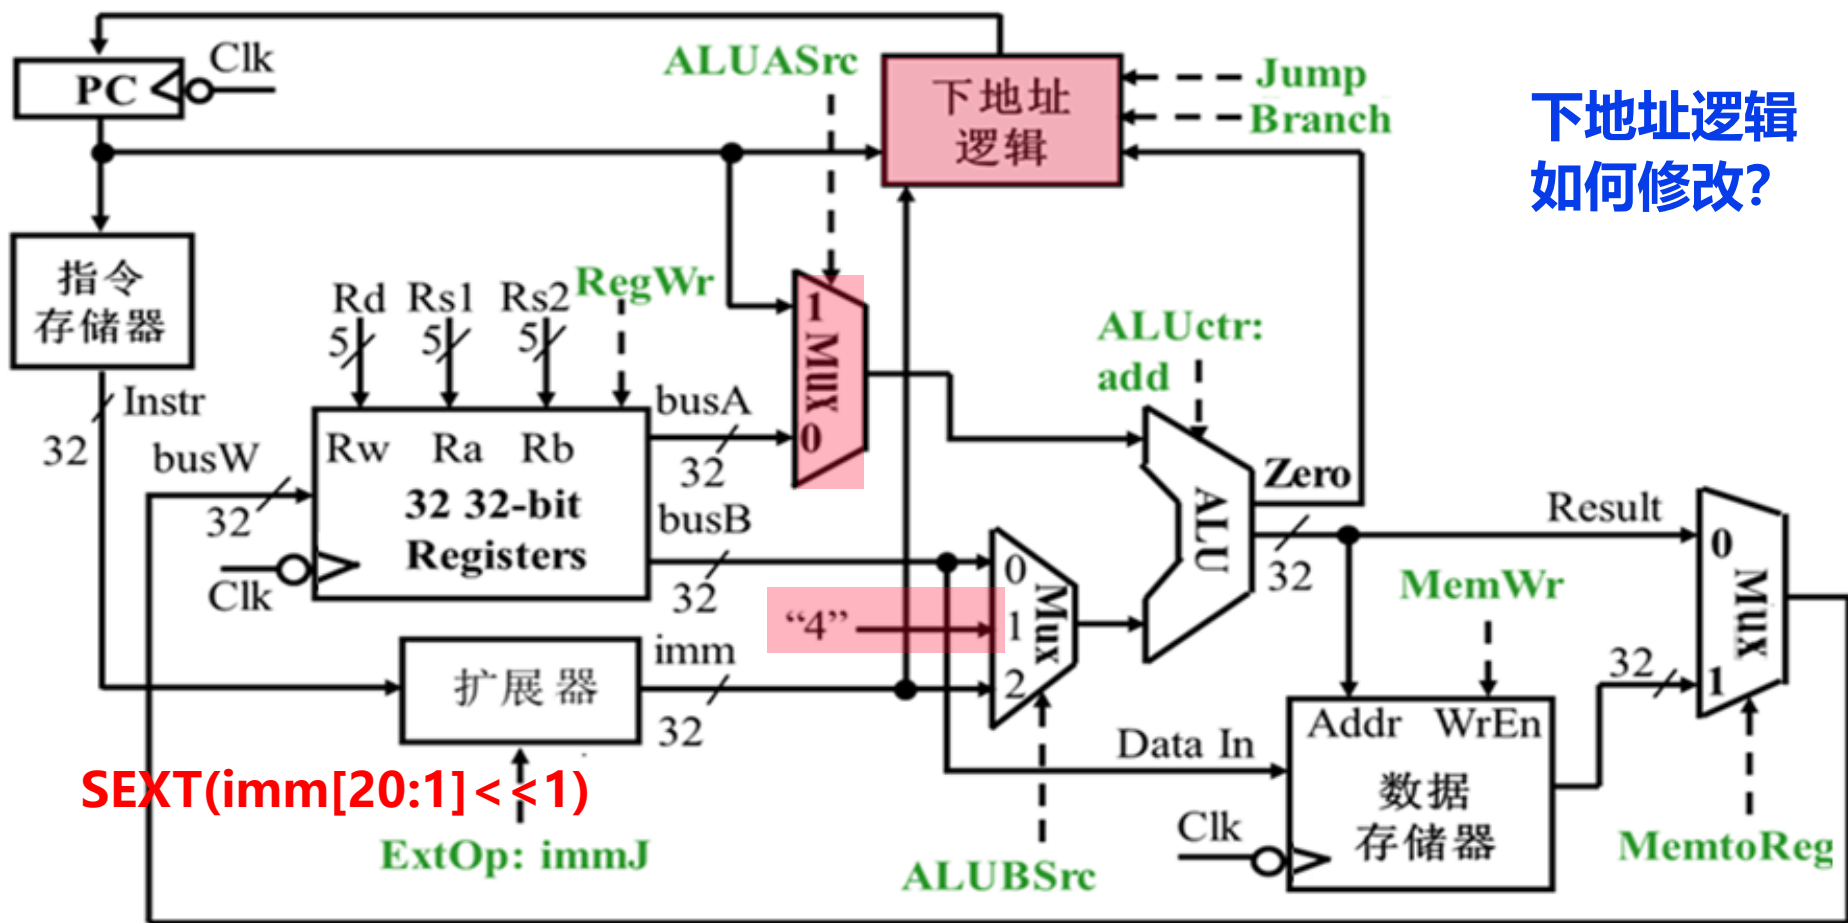 Clk
PC
ALUASrc
下地址
逻辑
Jump
Branch
下地址逻辑
如何修改?
指令
存储器
Rd
Rs1
Rs2
RegWr
5
5
5
1
Mux
0
ALUctr:
add
Instr
32
busW
32
Rw
Ra
Rb
32 32-bit
Registers
Clk
busA
32
busB
32
"4"
0
1
2
Mux
ALU
Zero
32
Result
MemWr
0
Mux
1
32
扩展器
imm
32
SEXT(imm[20:1]<<1)
ExtOp: immJ
ALUBSrc
Data In
Addr
WrEn
数据
存储器
Clk
MemtoReg